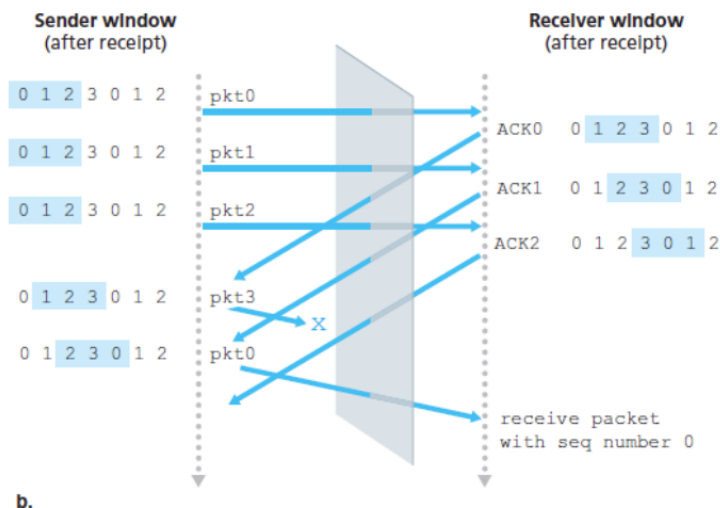 Sender window
(after receipt)
Receiver window
(after receipt)
0 1 2 3 0 1 2
pkt0
ACK0
0 1 2 3 0 1 2
0 1 2 3 0 1 2
pkt1
ACK1
0 1 2 3 0 1 2
0 1 2 3 0 1 2
pkt2
ACK2
0 1 2 3 0 1 2
0 1 2 3 0 1 2
pkt3
X
0 1 2 3 0 1 2
pkt0
receive packet
with seq number 0
b.